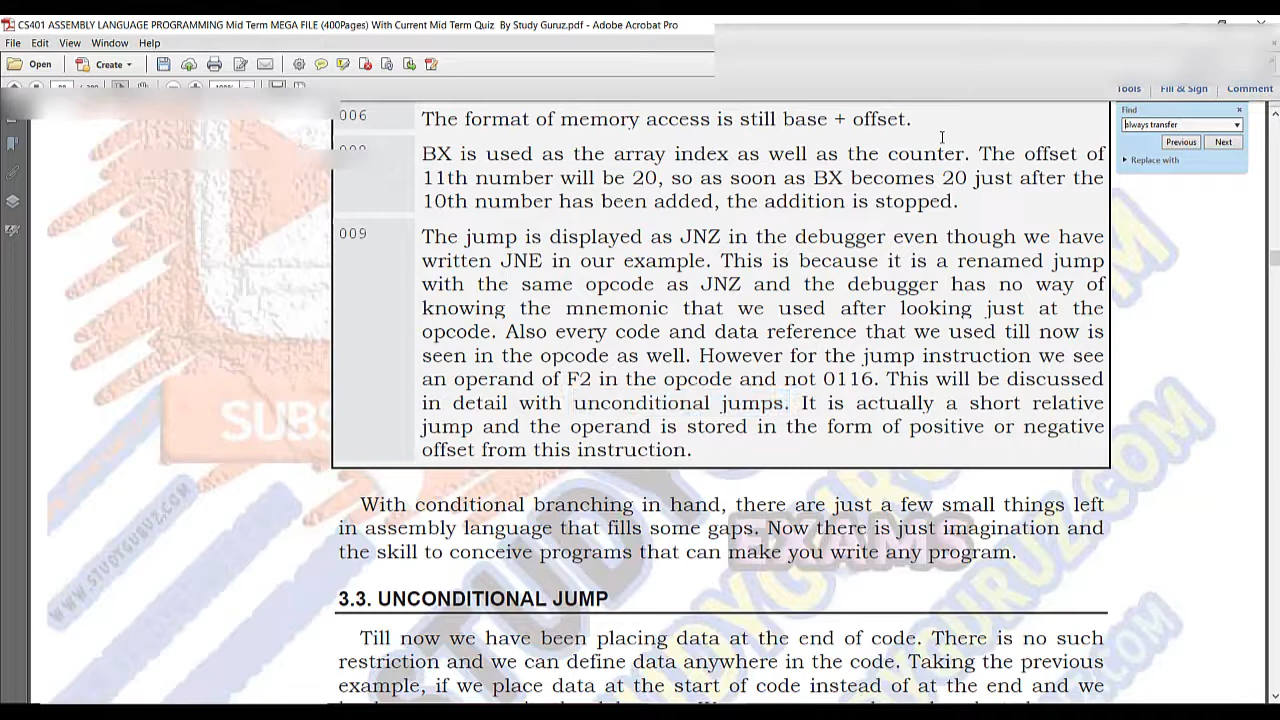 CS401 ASSEMBLY LANGUAGE PROGRAMMING Mid Term MEGA FILE (400Pages) With Current Mid Term Quiz By Study Guruz.pdf - Adobe Acrobat Pro
File Edit View Window Help
Open Create
Tools Fill & Sign Comment
Find
always transfer
Previous Next
Replace with
006 The format of memory access is still base + offset.
BX is used as the array index as well as the counter. The offset of
11th number will be 20, so as soon as BX becomes 20 just after the
10th number has been added, the addition is stopped.
009 The jump is displayed as JNZ in the debugger even though we have
written JNE in our example. This is because it is a renamed jump
with the same opcode as JNZ and the debugger has no way of
knowing the mnemonic that we used after looking just at the
opcode. Also every code and data reference that we used till now is
seen in the opcode as well. However for the jump instruction we see
an operand of F2 in the opcode and not 0116. This will be discussed
in detail with unconditional jumps. It is actually a short relative
jump and the operand is stored in the form of positive or negative
offset from this instruction.
With conditional branching in hand, there are just a few small things left
in assembly language that fills some gaps. Now there is just imagination and
the skill to conceive programs that can make you write any program.
3.3. UNCONDITIONAL JUMP
Till now we have been placing data at the end of code. There is no such
restriction and we can define data anywhere in the code. Taking the previous
example, if we place data at the start of code instead of at the end and we
SUBS
WWW.STUDYGURUZ.COM
EXAMS